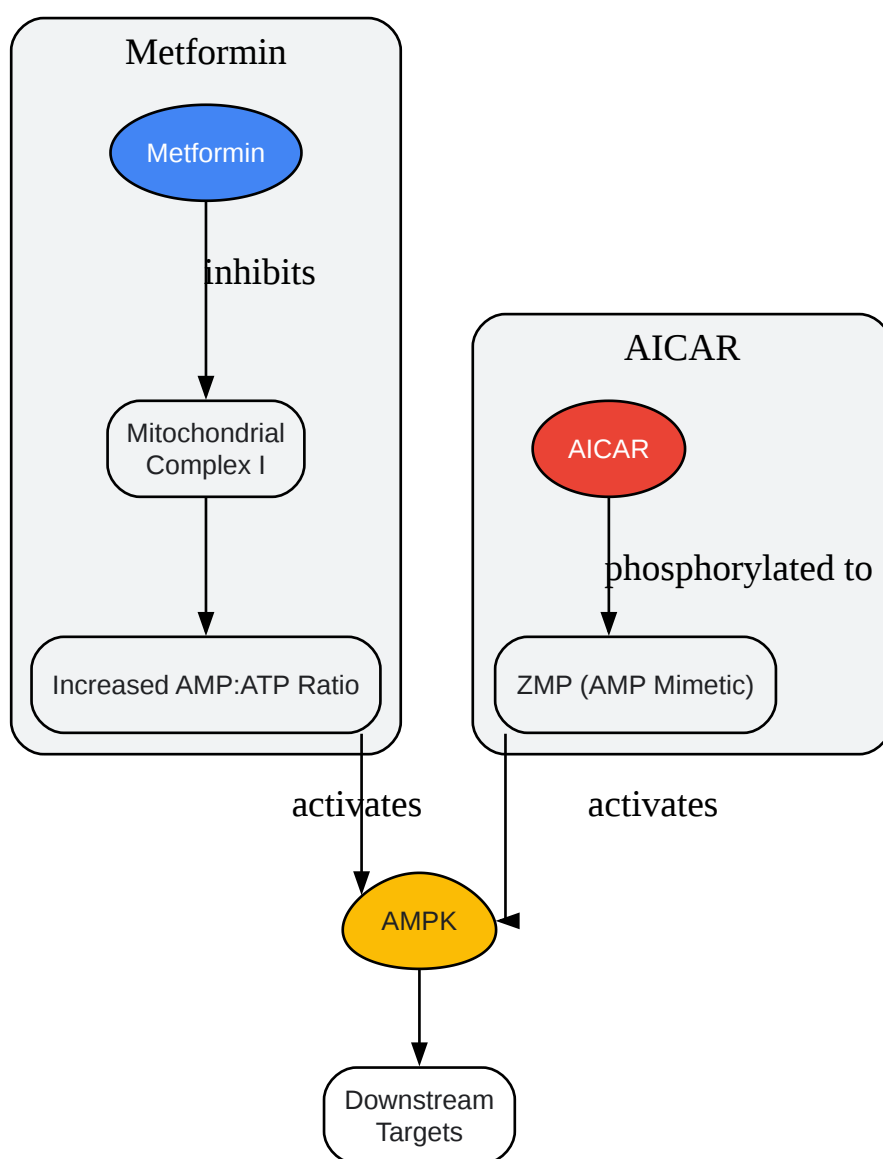 Metformin
Metformin
inhibits
Mitochondrial
Complex I
Increased AMP:ATP Ratio
AICAR
AICAR
phosphorylated to
ZMP (AMP Mimetic)
activates
activates
AMPK
Downstream
Targets